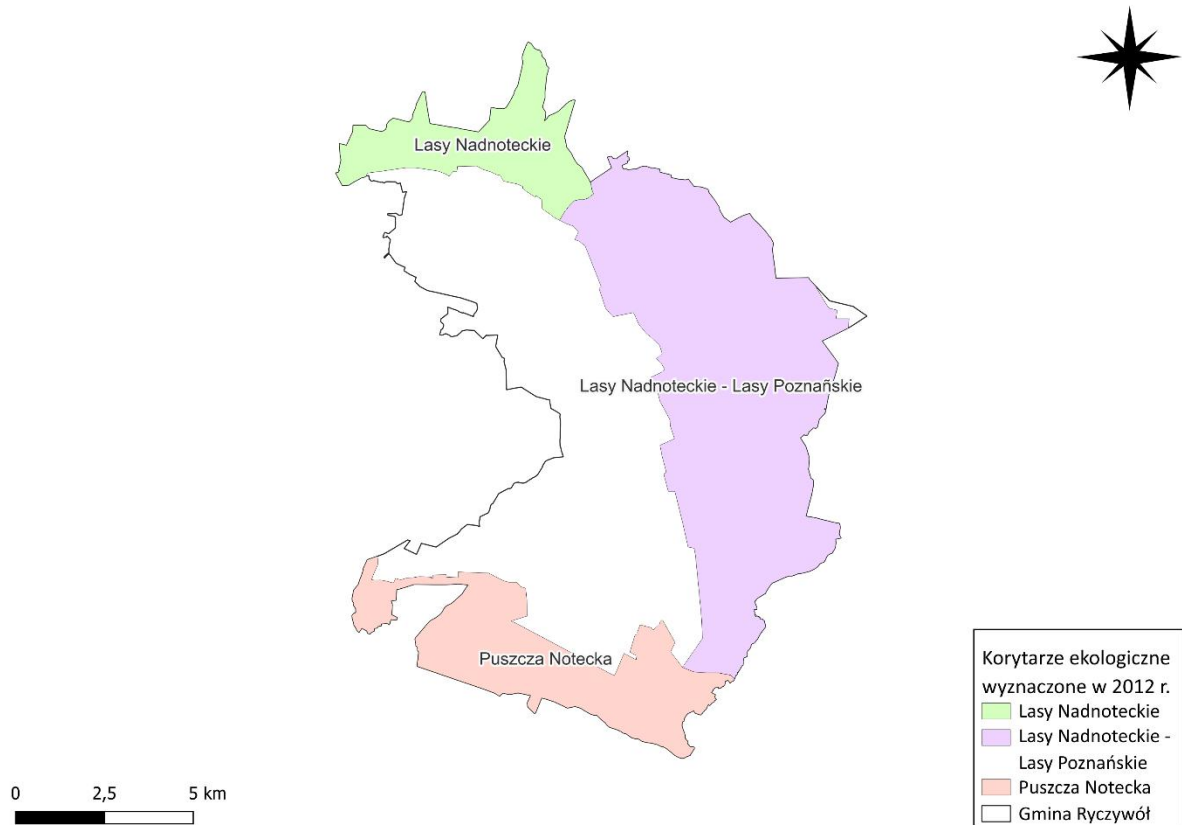 Lasy Nadnoteckie
Lasy Nadnoteckie - Lasy Poznañskie
Puszcza Notecka
0 2,5 5 km
Korytarze ekologiczne
wyznaczone w 2012 r.
Lasy Nadnoteckie
Lasy Nadnoteckie -
Lasy Poznańskie
Puszcza Notecka
Gmina Ryczywół